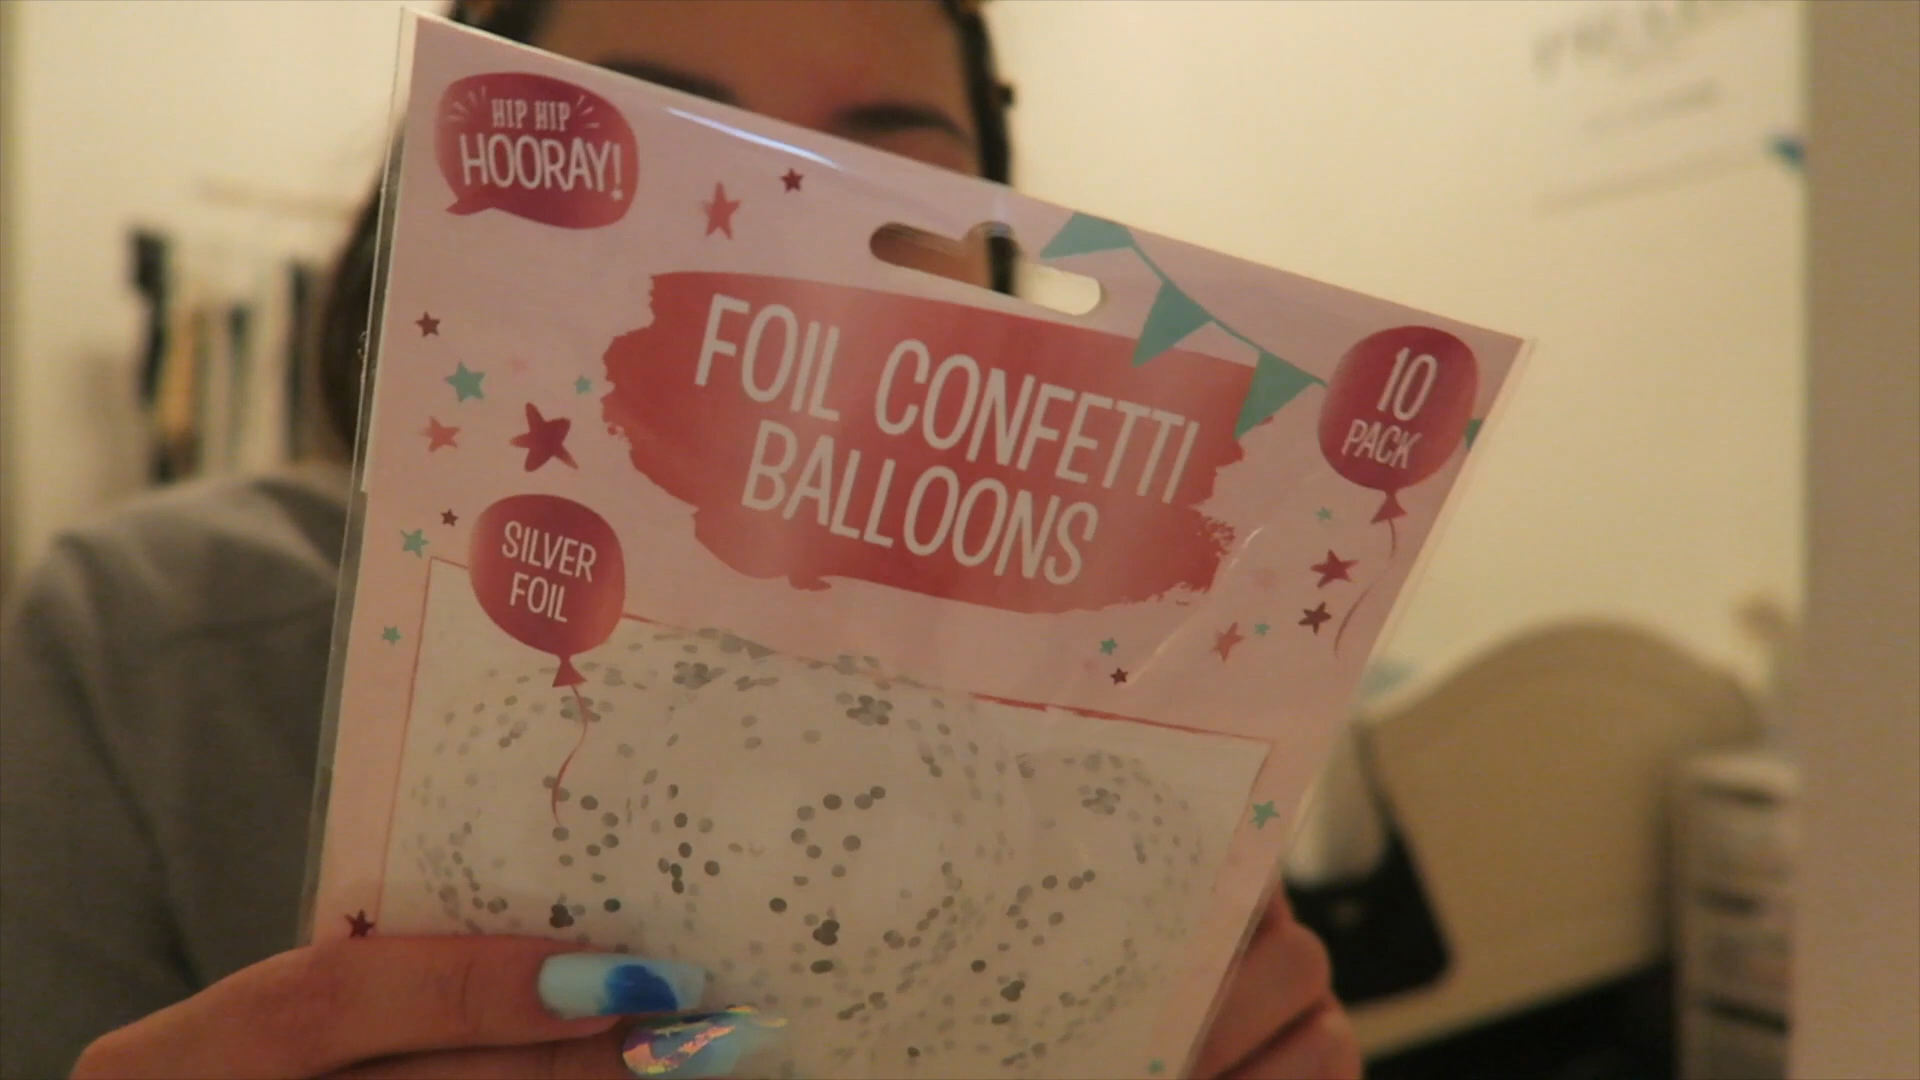 HIP HIP
HOORAY!
FOIL CONFETTI
BALLOONS
10
PACK
SILVER
FOIL